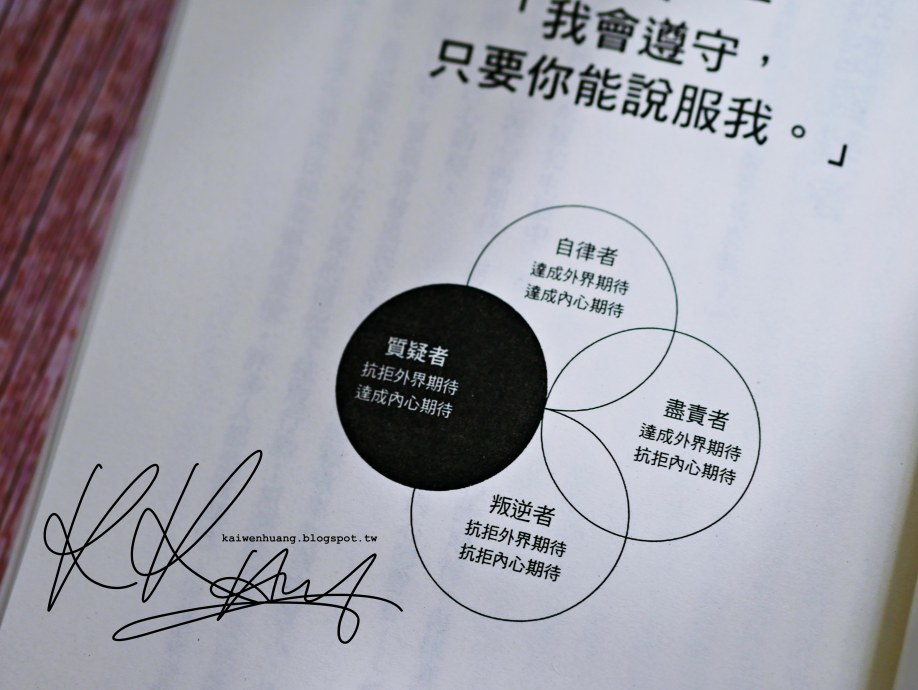 「我會遵守，
只要你能說服我。」
自律者
達成外界期待
達成內心期待
質疑者
抗拒外界期待
達成內心期待
盡責者
達成外界期待
抗拒內心期待
叛逆者
抗拒外界期待
抗拒內心期待
kaiwenhuang.blogspot.tw